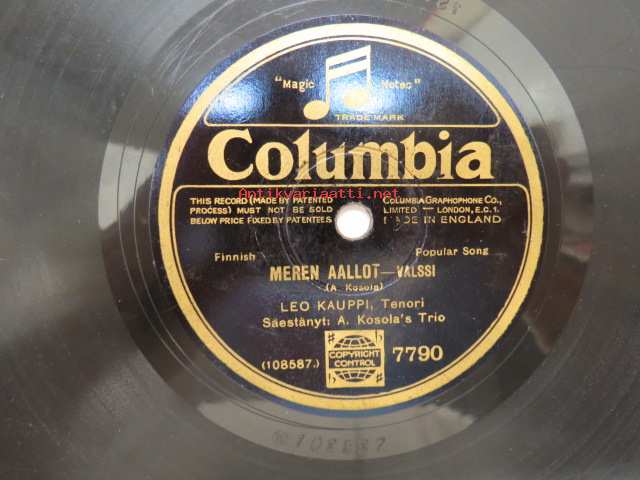 "Magic Notes"
TRADE MARK
Columbia
THIS RECORD (MADE BY PATENTED
PROCESS) MUST NOT BE SOLD
BELOW PRICE FIXED BY PATENTEES
COLUMBIA GRAPHOPHONE CO.,
LIMITED — LONDON, E.C.1.
MADE IN ENGLAND
Antikvariaatti.net
Finnish
Popular Song
MEREN AALLOT—VALSSI
(A. Kosola)
LEO KAUPPI, Tenori
Säestänyt: A. Kosola's Trio
(108587.)
COPYRIGHT
CONTROL
7790